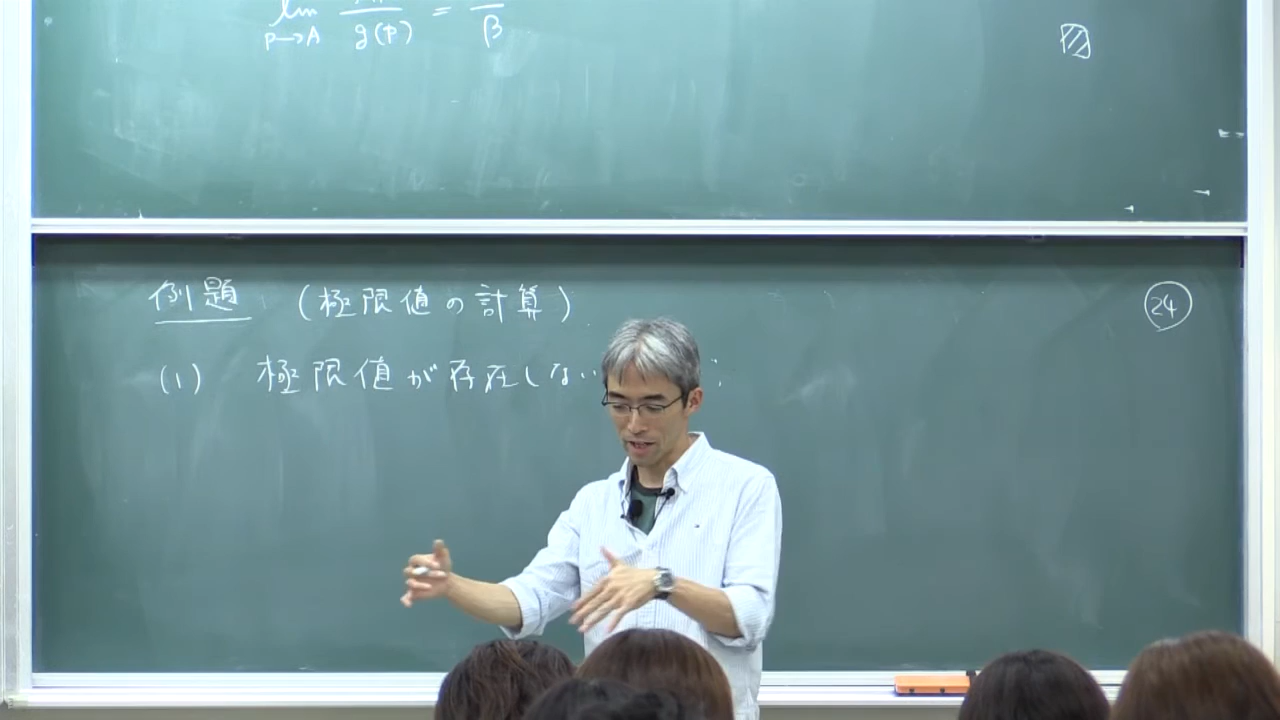 lim = 
p→A g(p) β
例題 (極限値の計算) 24
(1) 極限値が存在しない :